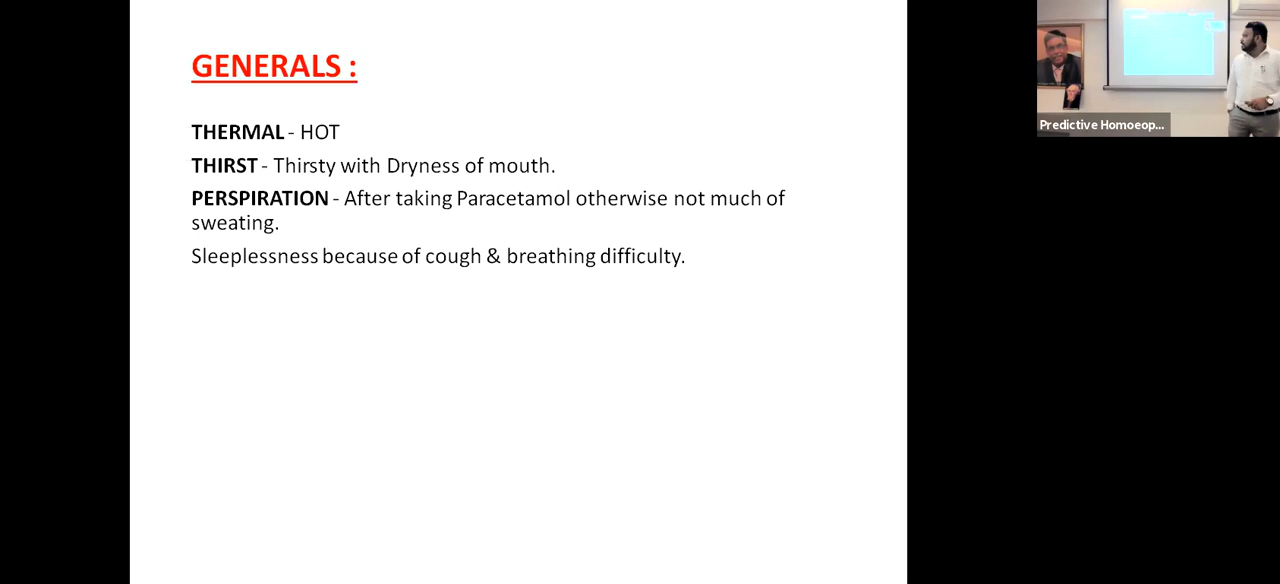 GENERALS :
THERMAL - HOT
THIRST - Thirsty with Dryness of mouth.
PERSPIRATION - After taking Paracetamol otherwise not much of
sweating.
Sleeplessness because of cough & breathing difficulty.
Predictive Homoeop...